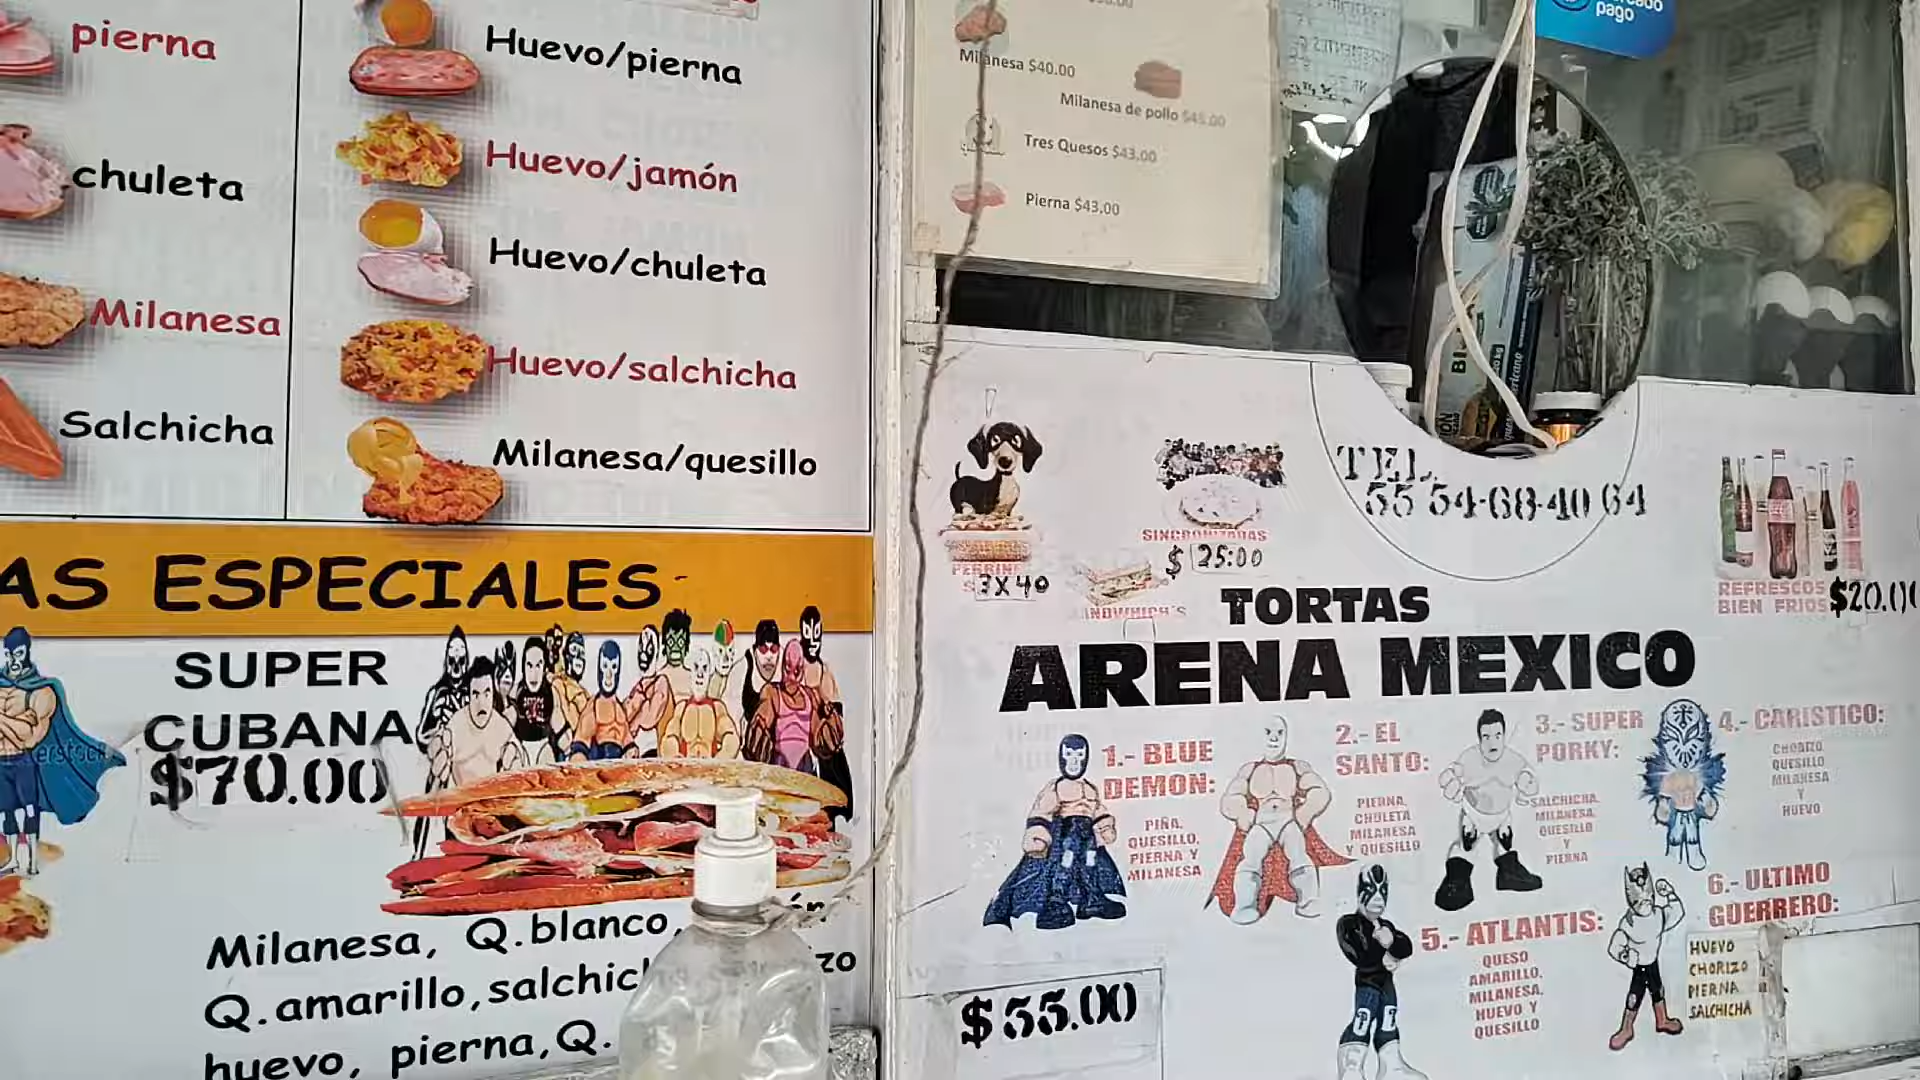 pierna
chuleta
Milanesa
Salchicha
Huevo/pierna
Huevo/jamón
Huevo/chuleta
Huevo/salchicha
Milanesa/quesillo
AS ESPECIALES
SUPER
CUBANA
$70.00
Milanesa, Q.blanco,
Q.amarillo, salchic
zo
huevo, pierna, Q.
Milanesa $40.00
Milanesa de pollo $45.00
Tres Quesos $43.00
Pierna $43.00
pago
TEL.
55 54-68-40 64
SINCRONIZADAS
$ 25:00
3X40
REFRESCOS
BIEN FRIOS $20.00
TORTAS
ARENA MEXICO
1.- BLUE
DEMON:
PIÑA,
QUESILLO,
PIERNA Y
MILANESA
2.- EL
SANTO:
PIERNA,
CHULETA
MILANESA
Y QUESILLO
3.- SUPER
PORKY:
SALCHICHA,
MILANESA,
QUESILLO
Y
PIERNA
4.- CARISTICO:
CHORIZO
QUESILLO
MILANESA
Y
HUEVO
5.- ATLANTIS:
QUESO
AMARILLO,
MILANESA,
HUEVO Y
QUESILLO
6.- ULTIMO
GUERRERO:
HUEVO
CHORIZO
PIERNA
SALCHICHA
$55.00